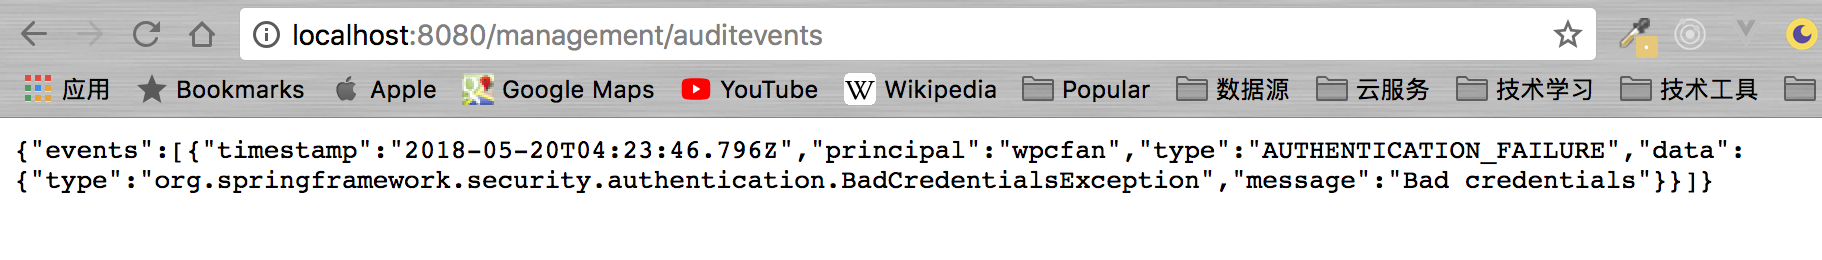 localhost:8080/management/auditevents
应用 Bookmarks Apple Google Maps YouTube W Wikipedia Popular 数据源 云服务 技术学习 技术工具
{"events":[{"timestamp":"2018-05-20T04:23:46.796Z","principal":"wpcfan","type":"AUTHENTICATION_FAILURE","data":
{"type":"org.springframework.security.authentication.BadCredentialsException","message":"Bad credentials"}}]}